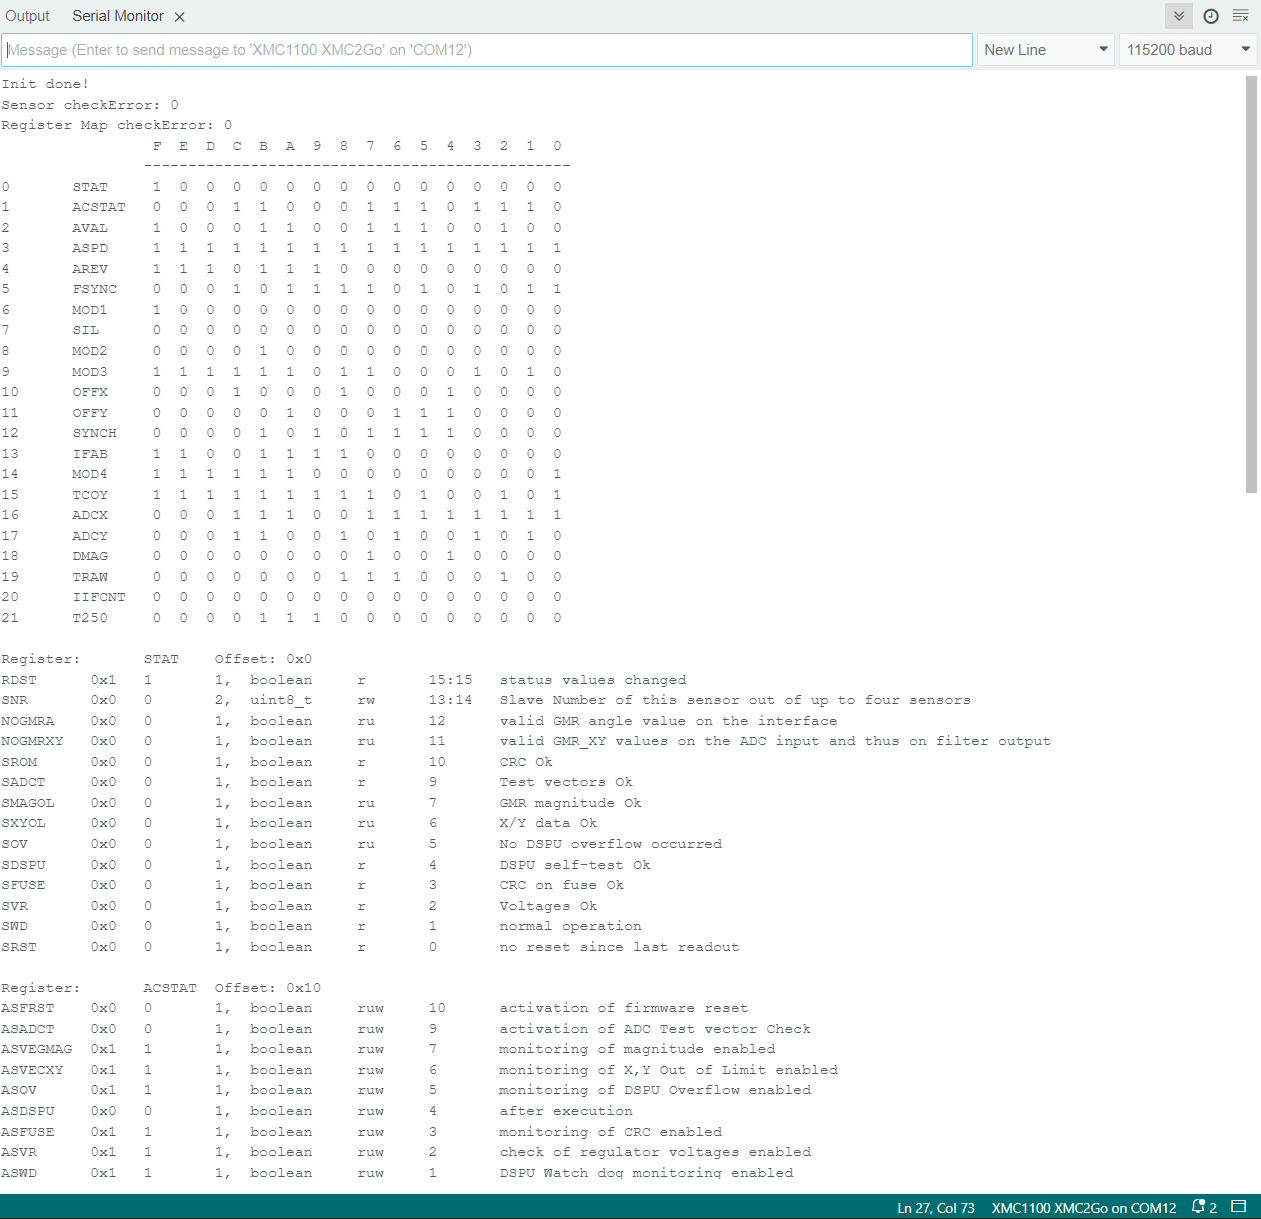 Output Serial Monitor ×
Message (Enter to send message to 'XMC1100 XMC2Go' on 'COM12') New Line 115200 baud
Init done!
Sensor checkError: 0
Register Map checkError: 0
F E D C B A 9 8 7 6 5 4 3 2 1 0
------------------------------------------------
0 STAT 1 0 0 0 0 0 0 0 0 0 0 0 0 0 0 0
1 ACSTAT 0 0 0 1 1 0 0 0 1 1 1 0 1 1 1 0
2 AVAL 1 0 0 0 1 1 0 0 1 1 1 0 0 1 0 0
3 ASPD 1 1 1 1 1 1 1 1 1 1 1 1 1 1 1 1
4 AREV 1 1 1 0 1 1 1 0 0 0 0 0 0 0 0 0
5 FSYNC 0 0 0 1 0 1 1 1 1 0 1 0 1 0 1 1
6 MOD1 1 0 0 0 0 0 0 0 0 0 0 0 0 0 0 0
7 SIL 0 0 0 0 0 0 0 0 0 0 0 0 0 0 0 0
8 MOD2 0 0 0 0 1 0 0 0 0 0 0 0 0 0 0 0
9 MOD3 1 1 1 1 1 1 0 1 1 0 0 0 1 0 1 0
10 OFFX 0 0 0 1 0 0 0 1 0 0 0 1 0 0 0 0
11 OFFY 0 0 0 0 0 1 0 0 0 1 1 1 0 0 0 0
12 SYNCH 0 0 0 0 1 0 1 0 1 1 1 1 0 0 0 0
13 IFAB 1 1 0 0 1 1 1 1 0 0 0 0 0 0 0 0
14 MOD4 1 1 1 1 1 1 0 0 0 0 0 0 0 0 0 1
15 TCOY 1 1 1 1 1 1 1 1 1 0 1 0 0 1 0 1
16 ADCX 0 0 0 1 1 1 0 0 1 1 1 1 1 1 1 1
17 ADCY 0 0 0 1 1 0 0 1 0 1 0 0 1 0 1 0
18 DMAG 0 0 0 0 0 0 0 0 1 0 0 1 0 0 0 0
19 TRAW 0 0 0 0 0 0 0 1 1 1 0 0 0 1 0 0
20 IIFCNT 0 0 0 0 0 0 0 0 0 0 0 0 0 0 0 0
21 T250 0 0 0 0 1 1 1 0 0 0 0 0 0 0 0 0
Register: STAT Offset: 0x0
RDST 0x1 1 1, boolean r 15:15 status values changed
SNR 0x0 0 2, uint8_t rw 13:14 Slave Number of this sensor out of up to four sensors
NOGMRA 0x0 0 1, boolean ru 12 valid GMR angle value on the interface
NOGMRXY 0x0 0 1, boolean ru 11 valid GMR_XY values on the ADC input and thus on filter output
SROM 0x0 0 1, boolean r 10 CRC Ok
SADCT 0x0 0 1, boolean r 9 Test vectors Ok
SMAGOL 0x0 0 1, boolean ru 7 GMR magnitude Ok
SXYOL 0x0 0 1, boolean ru 6 X/Y data Ok
SOV 0x0 0 1, boolean ru 5 No DSPU overflow occurred
SDSPU 0x0 0 1, boolean r 4 DSPU self-test Ok
SFUSE 0x0 0 1, boolean r 3 CRC on fuse Ok
SVR 0x0 0 1, boolean r 2 Voltages Ok
SWD 0x0 0 1, boolean r 1 normal operation
SRST 0x0 0 1, boolean r 0 no reset since last readout
Register: ACSTAT Offset: 0x10
ASFRST 0x0 0 1, boolean ruw 10 activation of firmware reset
ASADCT 0x0 0 1, boolean ruw 9 activation of ADC Test vector Check
ASVEGMAG 0x1 1 1, boolean ruw 7 monitoring of magnitude enabled
ASVECXY 0x1 1 1, boolean ruw 6 monitoring of X,Y Out of Limit enabled
ASOV 0x1 1 1, boolean ruw 5 monitoring of DSPU Overflow enabled
ASDSPU 0x0 0 1, boolean ruw 4 after execution
ASFUSE 0x1 1 1, boolean ruw 3 monitoring of CRC enabled
ASVR 0x1 1 1, boolean ruw 2 check of regulator voltages enabled
ASWD 0x1 1 1, boolean ruw 1 DSPU Watch dog monitoring enabled
Ln 27, Col 73 XMC1100 XMC2Go on COM12 2